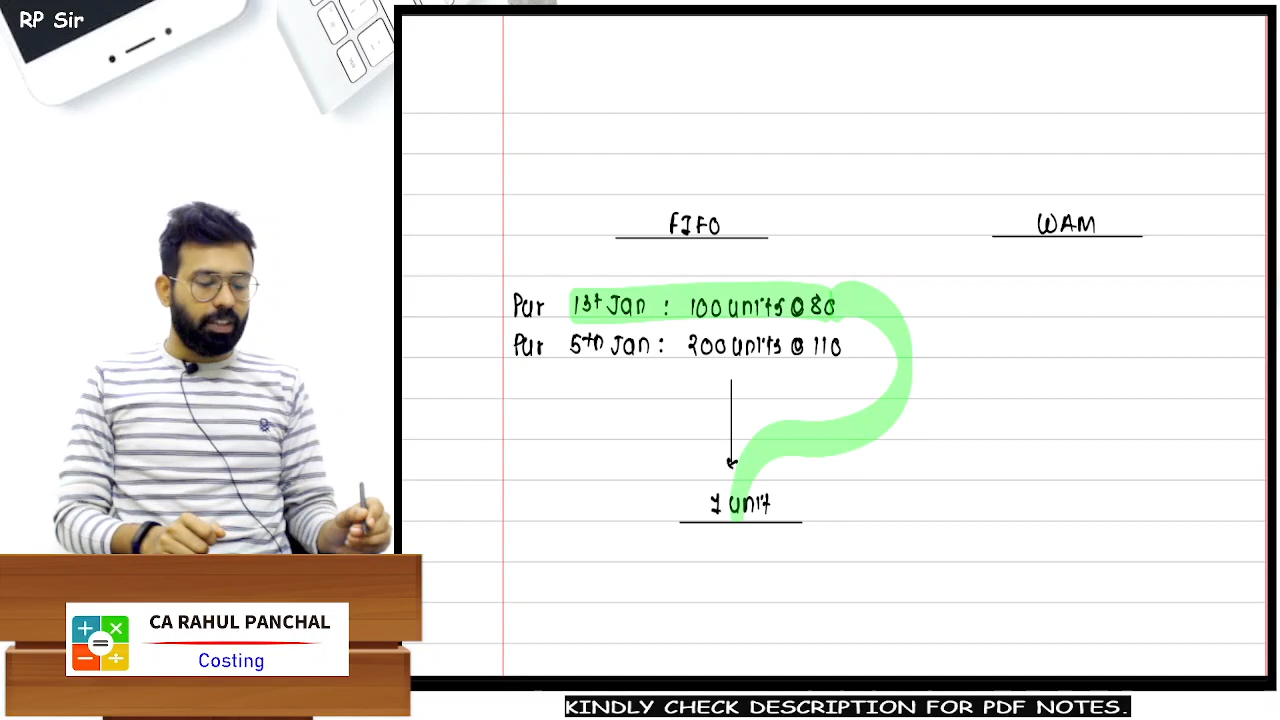 RP Sir
FIFO
WAM
Pur 1st Jan : 100 units @ 80
Pur 5th Jan : 200 units @ 110
1 unit
CA RAHUL PANCHAL
Costing
KINDLY CHECK DESCRIPTION FOR PDF NOTES.